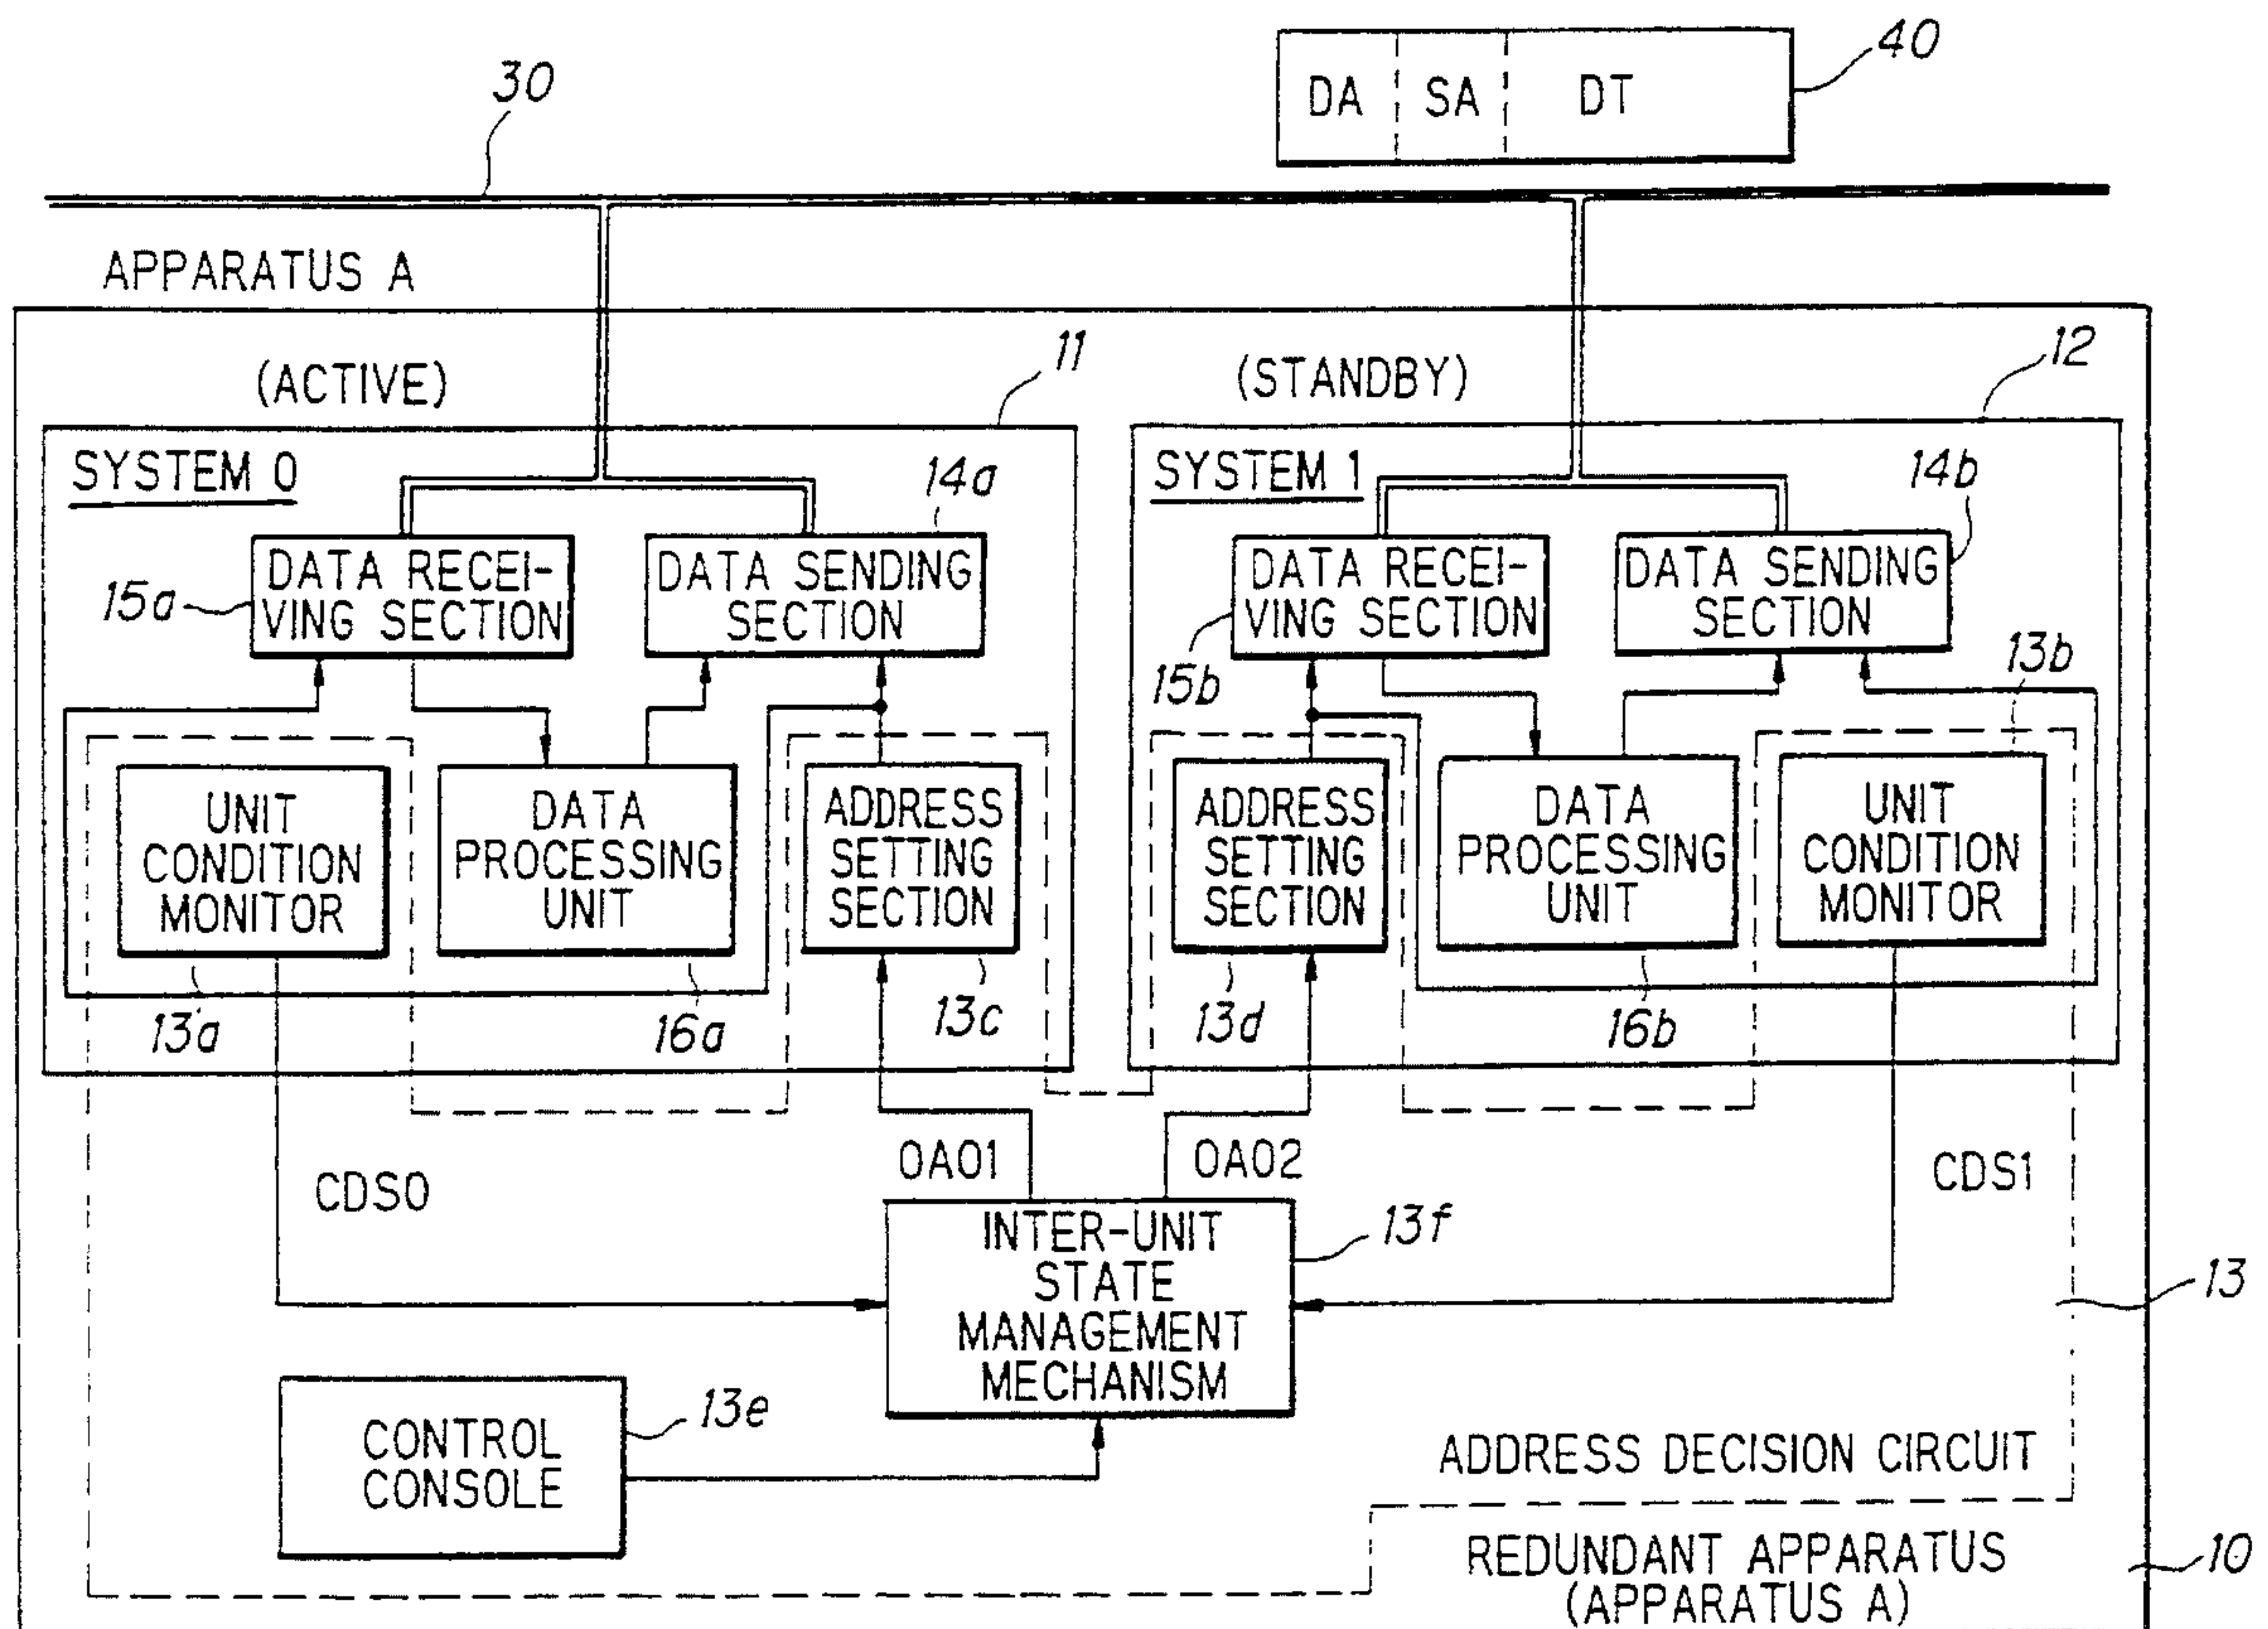 40
DA SA DT
30
APPARATUS A
(ACTIVE)
11
(STANDBY)
12
SYSTEM 0
14a
SYSTEM 1
14b
DATA RECEI-
VING SECTION
15a
DATA SENDING
SECTION
DATA RECEI-
VING SECTION
15b
DATA SENDING
SECTION
13b
UNIT
CONDITION
MONITOR
DATA
PROCESSING
UNIT
ADDRESS
SETTING
SECTION
ADDRESS
SETTING
SECTION
DATA
PROCESSING
UNIT
UNIT
CONDITION
MONITOR
13a
16a
13c
13d
16b
CDS0
OA01
OA02
CDS1
INTER-UNIT
STATE
MANAGEMENT
MECHANISM
13f
13
CONTROL
CONSOLE
13e
ADDRESS DECISION CIRCUIT
REDUNDANT APPARATUS
(APPARATUS A)
10